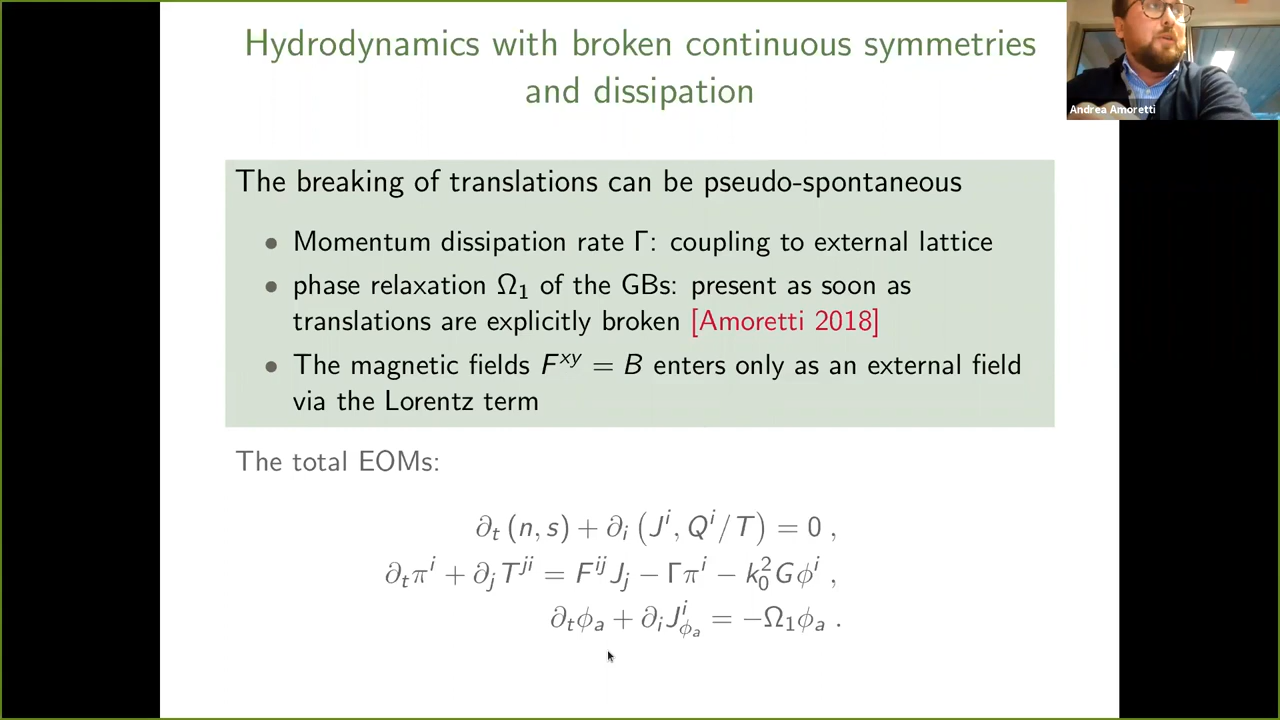 Hydrodynamics with broken continuous symmetries
and dissipation
Andrea Amoretti
The breaking of translations can be pseudo-spontaneous
• Momentum dissipation rate Γ: coupling to external lattice
• phase relaxation Ω₁ of the GBs: present as soon as
translations are explicitly broken [Amoretti 2018]
• The magnetic fields F^{xy} = B enters only as an external field
via the Lorentz term
The total EOMs:
∂_t (n, s) + ∂_i (J^i, Q^i/T) = 0 ,
∂_t π^i + ∂_j T^{ji} = F^{ij} J_j − Γπ^i − k_0^2 Gφ^i ,
∂_t φ_a + ∂_i J^i_{φ_a} = −Ω_1 φ_a .